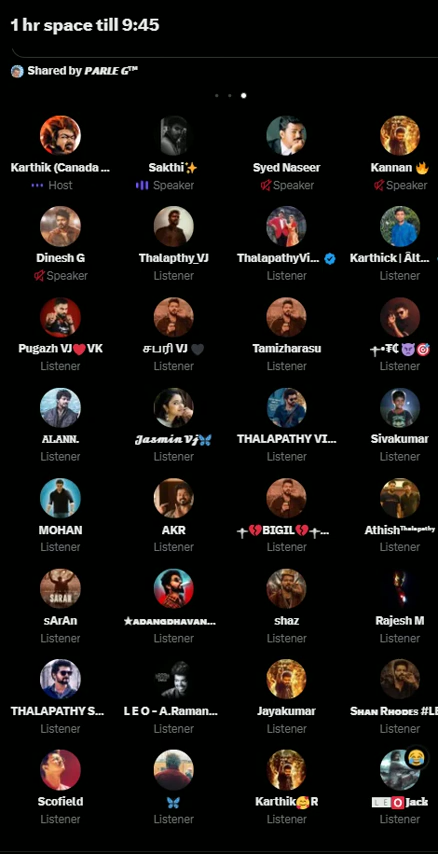 1 hr space till 9:45
Shared by PARLE G™
Karthik (Canada ... Sakthi✨ Syed Naseer Kannan 🔥
Host Speaker Speaker Speaker
Dinesh G Thalapthy_VJ ThalapathyVi... Karthick | Ãlt...
Speaker Listener Listener Listener
Pugazh VJ❤️VK சபரி VJ 🖤 Tamizharasu 😈🎯
Listener Listener Listener Listener
ALANN. Jasmin Vj🦋 THALAPATHY VI... Sivakumar
Listener Listener Listener Listener
MOHAN AKR 💔BIGIL💔 ... Athish ᵀʰᵃˡᵃᵖᵃᵗʰʸ
Listener Listener Listener Listener
sArAn ★ADANGDHAVAN... shaz Rajesh M
Listener Listener Listener Listener
THALAPATHY S... L E O - A.Raman... Jayakumar Shan Rhodes #LE
Listener Listener Listener Listener
Scofield 🦋 Karthik🥰R L E O Jack
Listener Listener Listener Listener